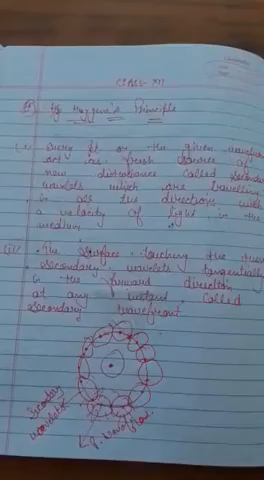 CLASS-XII
Huygen's Principle
(i) Every pt on the given wavefront
act as fresh source of
new disturbance called secondary
wavelets which are travelling
in all the directions with
a velocity of light in the
medium.
(ii) The surface touching the
secondary wavelets tangentially
in the forward direction
at any instant called
secondary wavefront
Secondary
wavelets